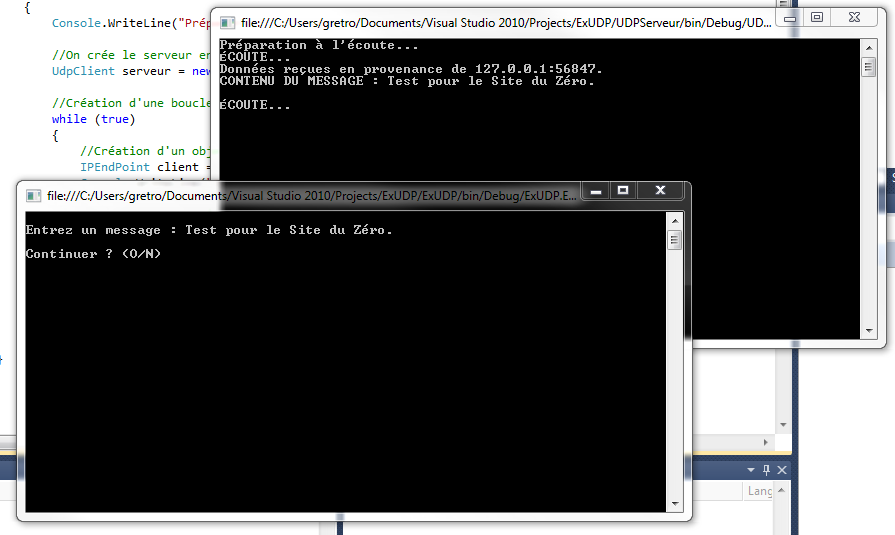 {
Console.WriteLine("Prép
//On crée le serveur en
UdpClient serveur = new
//Création d'une boucle
while (true)
{
//Création d'un obj
IPEndPoint client =
file:///C:/Users/gretro/Documents/Visual Studio 2010/Projects/ExUDP/UDPServeur/bin/Debug/UD...
Préparation à l'écoute...
ÉCOUTE...
Données reçues en provenance de 127.0.0.1:56847.
CONTENU DU MESSAGE : Test pour le Site du Zéro.
ÉCOUTE...
file:///C:/Users/gretro/Documents/Visual Studio 2010/Projects/ExUDP/ExUDP/bin/Debug/ExUDP.E...
Entrez un message : Test pour le Site du Zéro.
Continuer ? (O/N)
}
Lang